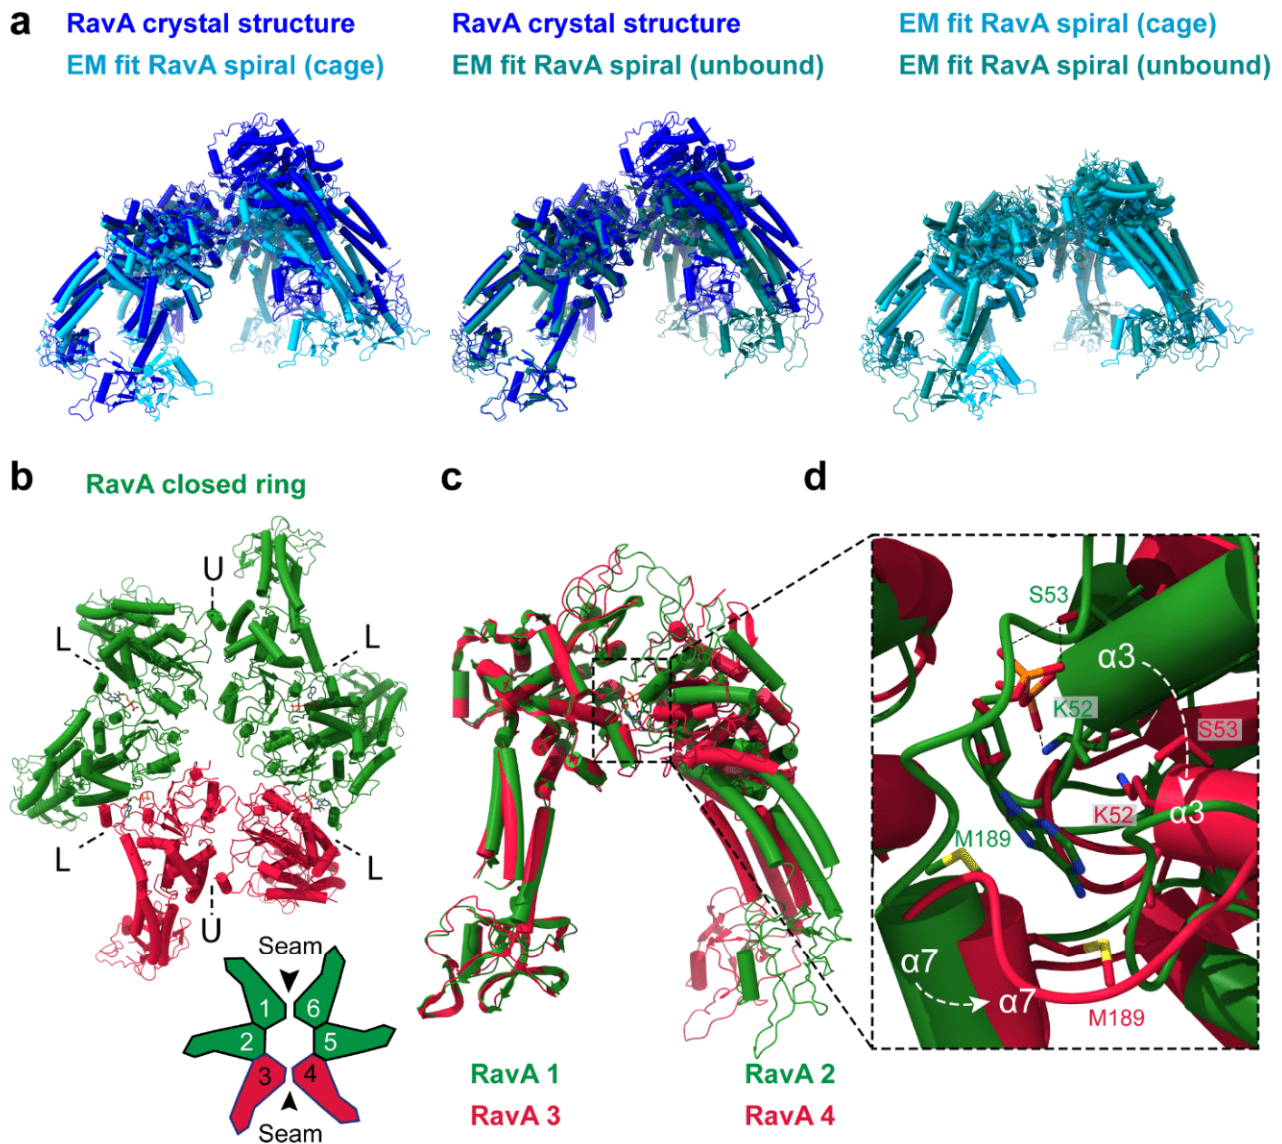 a
RavA crystal structure
EM fit RavA spiral (cage)
RavA crystal structure
EM fit RavA spiral (unbound)
EM fit RavA spiral (cage)
EM fit RavA spiral (unbound)
b
RavA closed ring
U
L
L
L
L
U
Seam
1
6
2
5
3
4
Seam
c
RavA 1
RavA 2
RavA 3
RavA 4
d
S53
α3
K52
S53
K52
α3
M189
α7
α7
M189